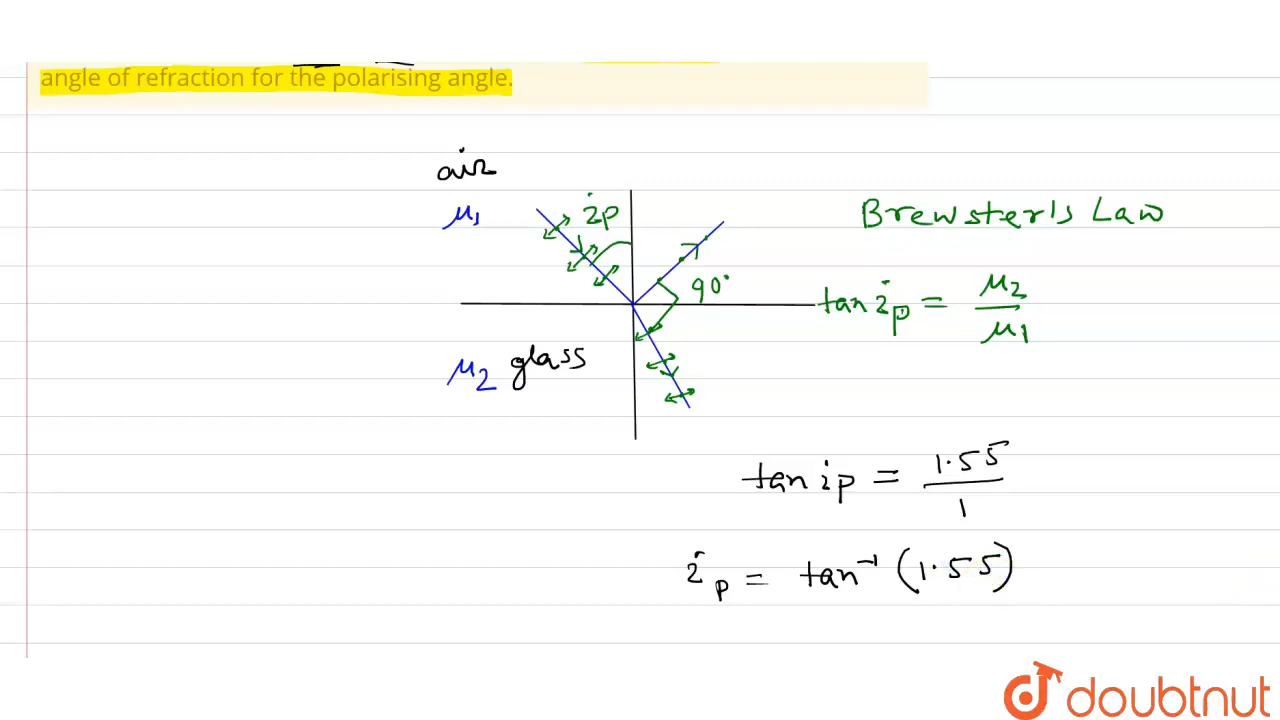 angle of refraction for the polarising angle.
air
μ1
ip
Brewster's Law
90°
tan ip = μ2/μ1
μ2 glass
tan ip = 1.55/1
ip = tan⁻¹ (1.55)
doubtnut